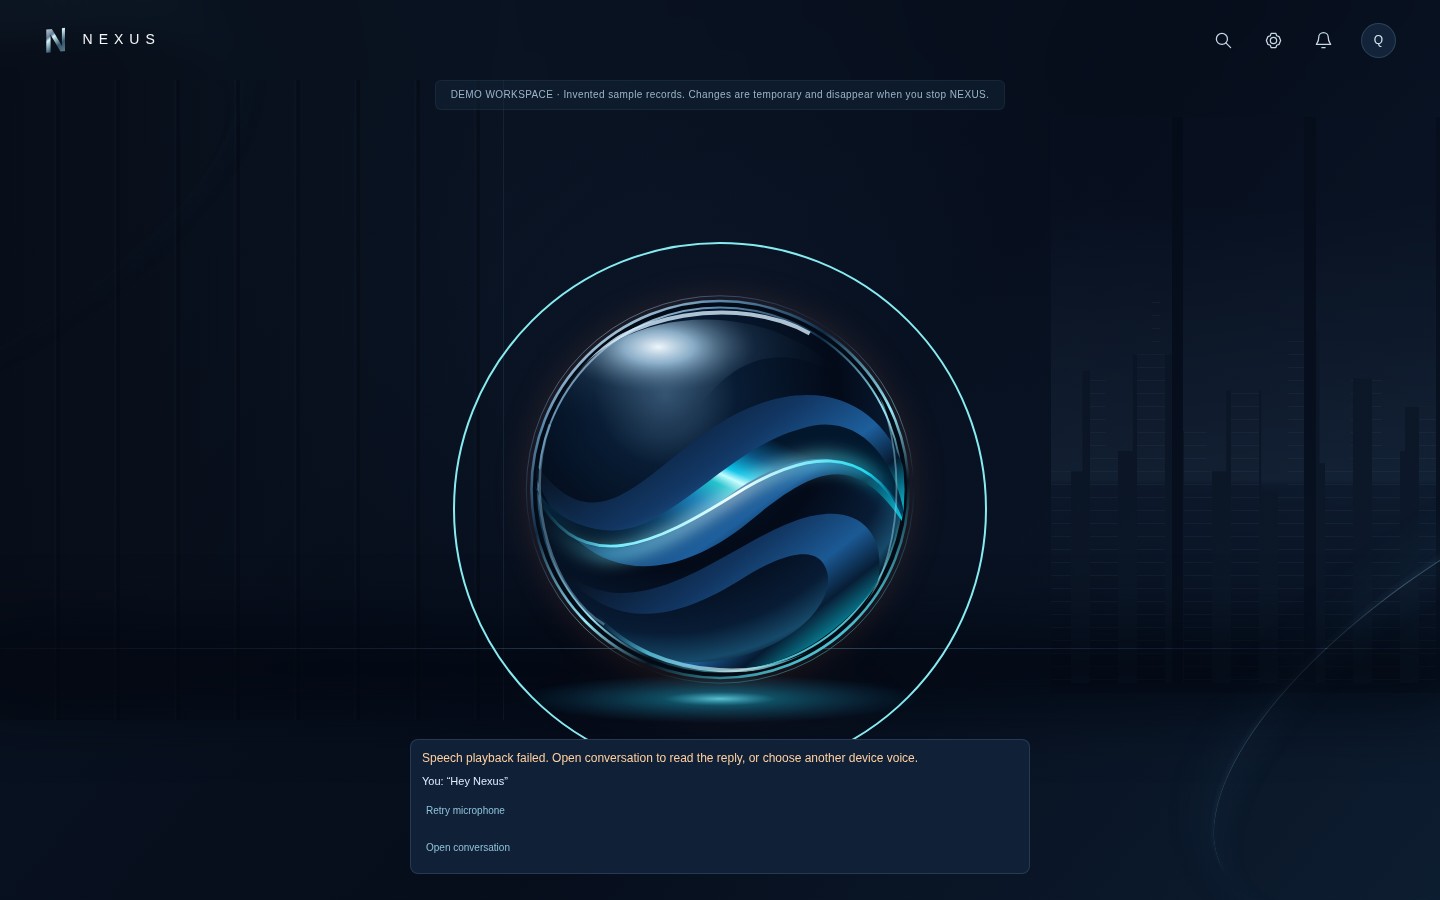 NEXUS
Q
DEMO WORKSPACE · Invented sample records. Changes are temporary and disappear when you stop NEXUS.
Speech playback failed. Open conversation to read the reply, or choose another device voice.
You: “Hey Nexus”
Retry microphone
Open conversation